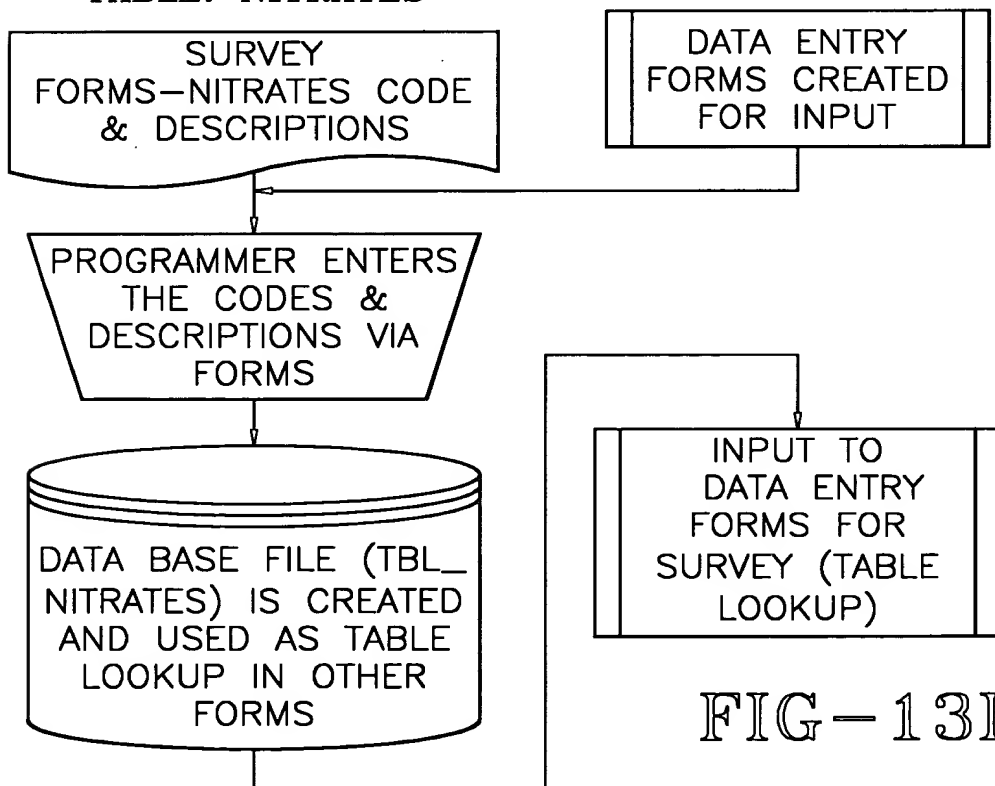 TABLE: NITRATES
SURVEY
FORMS–NITRATES CODE
& DESCRIPTIONS
DATA ENTRY
FORMS CREATED
FOR INPUT
PROGRAMMER ENTERS
THE CODES &
DESCRIPTIONS VIA
FORMS
DATA BASE FILE (TBL_
NITRATES) IS CREATED
AND USED AS TABLE
LOOKUP IN OTHER
FORMS
INPUT TO
DATA ENTRY
FORMS FOR
SURVEY (TABLE
LOOKUP)